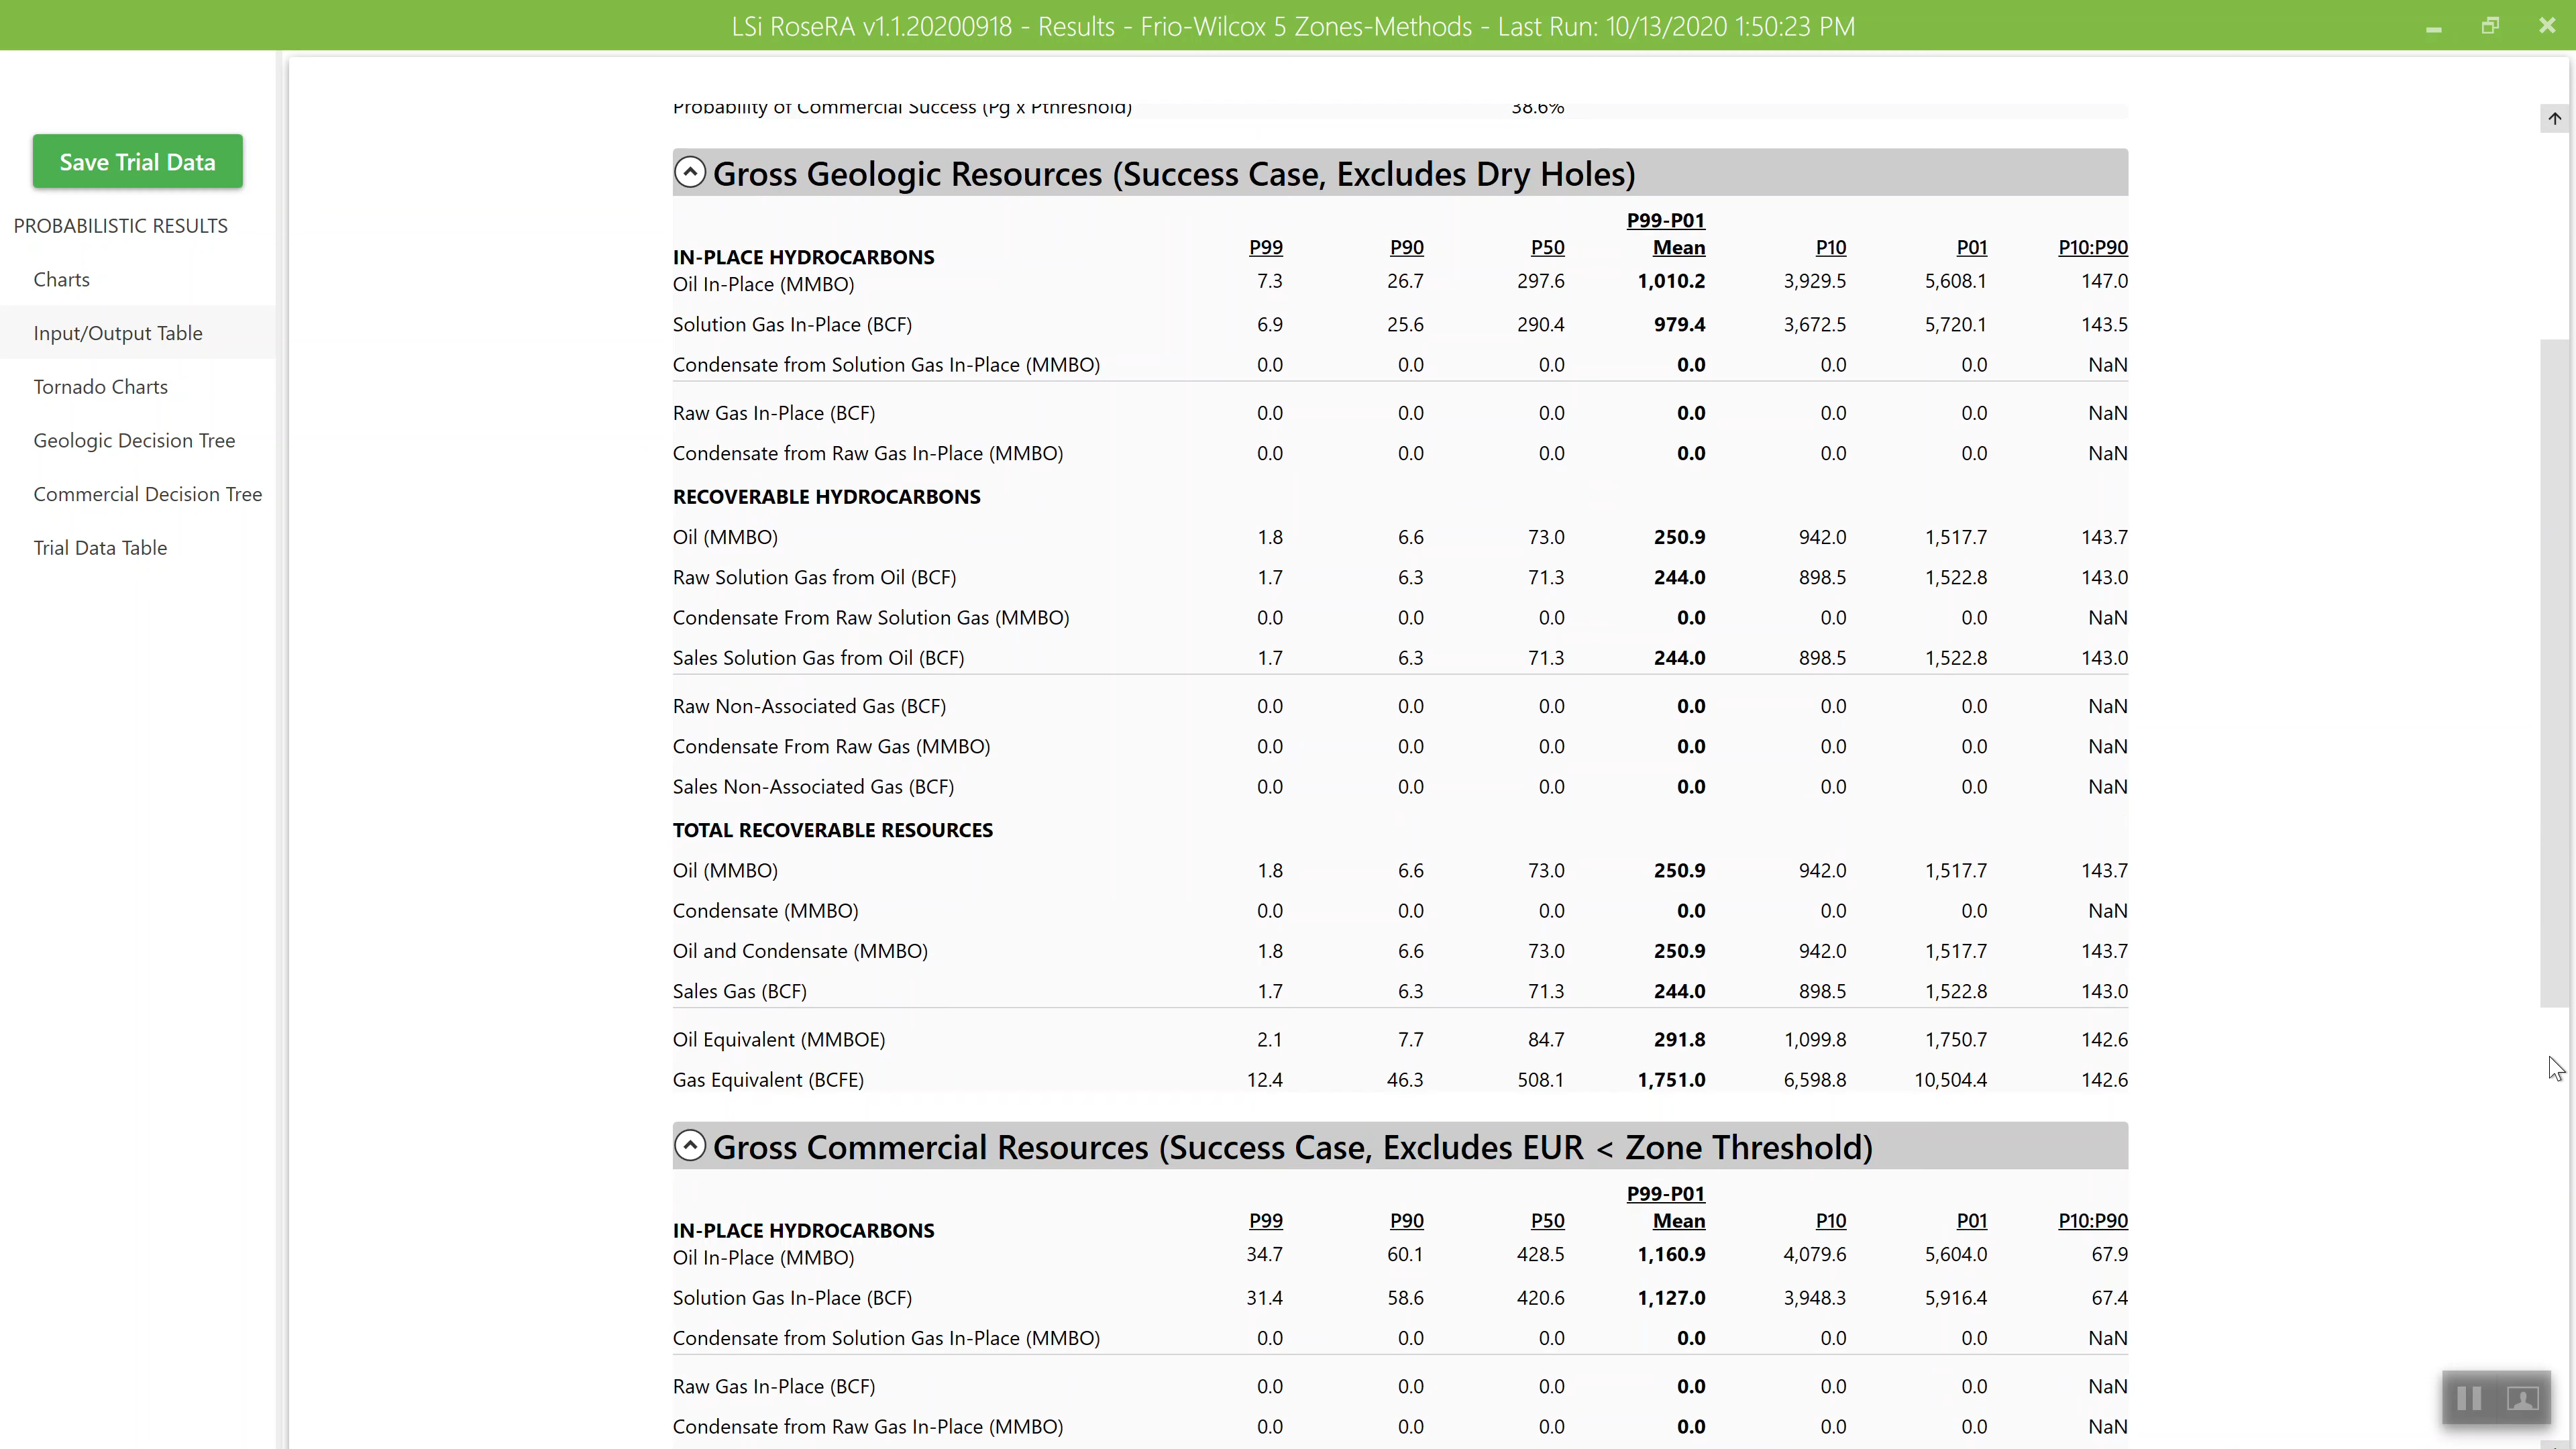 LSi RoseRA v1.1.20200918 - Results - Frio-Wilcox 5 Zones-Methods - Last Run: 10/13/2020 1:50:23 PM
Save Trial Data
PROBABILISTIC RESULTS
Charts
Input/Output Table
Tornado Charts
Geologic Decision Tree
Commercial Decision Tree
Trial Data Table
Probability of Commercial Success (Pg x Pthreshold) 38.6%
Gross Geologic Resources (Success Case, Excludes Dry Holes)
P99-P01
IN-PLACE HYDROCARBONS P99 P90 P50 Mean P10 P01 P10:P90
Oil In-Place (MMBO) 7.3 26.7 297.6 1,010.2 3,929.5 5,608.1 147.0
Solution Gas In-Place (BCF) 6.9 25.6 290.4 979.4 3,672.5 5,720.1 143.5
Condensate from Solution Gas In-Place (MMBO) 0.0 0.0 0.0 0.0 0.0 0.0 NaN
Raw Gas In-Place (BCF) 0.0 0.0 0.0 0.0 0.0 0.0 NaN
Condensate from Raw Gas In-Place (MMBO) 0.0 0.0 0.0 0.0 0.0 0.0 NaN
RECOVERABLE HYDROCARBONS
Oil (MMBO) 1.8 6.6 73.0 250.9 942.0 1,517.7 143.7
Raw Solution Gas from Oil (BCF) 1.7 6.3 71.3 244.0 898.5 1,522.8 143.0
Condensate From Raw Solution Gas (MMBO) 0.0 0.0 0.0 0.0 0.0 0.0 NaN
Sales Solution Gas from Oil (BCF) 1.7 6.3 71.3 244.0 898.5 1,522.8 143.0
Raw Non-Associated Gas (BCF) 0.0 0.0 0.0 0.0 0.0 0.0 NaN
Condensate From Raw Gas (MMBO) 0.0 0.0 0.0 0.0 0.0 0.0 NaN
Sales Non-Associated Gas (BCF) 0.0 0.0 0.0 0.0 0.0 0.0 NaN
TOTAL RECOVERABLE RESOURCES
Oil (MMBO) 1.8 6.6 73.0 250.9 942.0 1,517.7 143.7
Condensate (MMBO) 0.0 0.0 0.0 0.0 0.0 0.0 NaN
Oil and Condensate (MMBO) 1.8 6.6 73.0 250.9 942.0 1,517.7 143.7
Sales Gas (BCF) 1.7 6.3 71.3 244.0 898.5 1,522.8 143.0
Oil Equivalent (MMBOE) 2.1 7.7 84.7 291.8 1,099.8 1,750.7 142.6
Gas Equivalent (BCFE) 12.4 46.3 508.1 1,751.0 6,598.8 10,504.4 142.6
Gross Commercial Resources (Success Case, Excludes EUR < Zone Threshold)
P99-P01
IN-PLACE HYDROCARBONS P99 P90 P50 Mean P10 P01 P10:P90
Oil In-Place (MMBO) 34.7 60.1 428.5 1,160.9 4,079.6 5,604.0 67.9
Solution Gas In-Place (BCF) 31.4 58.6 420.6 1,127.0 3,948.3 5,916.4 67.4
Condensate from Solution Gas In-Place (MMBO) 0.0 0.0 0.0 0.0 0.0 0.0 NaN
Raw Gas In-Place (BCF) 0.0 0.0 0.0 0.0 0.0 0.0 NaN
Condensate from Raw Gas In-Place (MMBO) 0.0 0.0 0.0 0.0 0.0 0.0 NaN